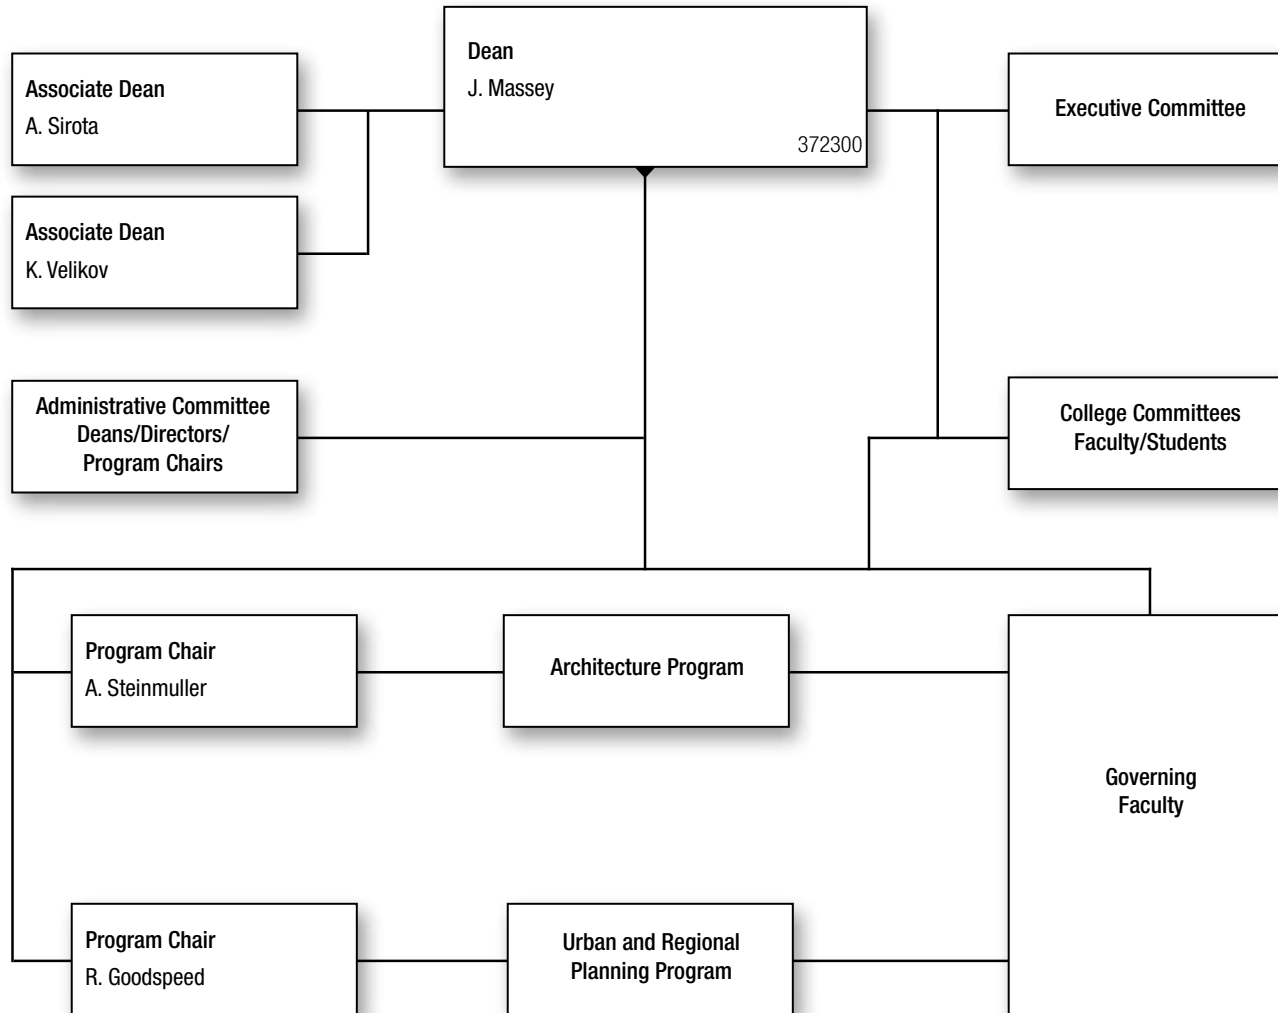 Dean
J. Massey
372300
Associate Dean
A. Sirota
Executive Committee
Associate Dean
K. Velikov
Administrative Committee
Deans/Directors/
Program Chairs
College Committees
Faculty/Students
Program Chair
A. Steinmuller
Architecture Program
Governing
Faculty
Program Chair
R. Goodspeed
Urban and Regional
Planning Program